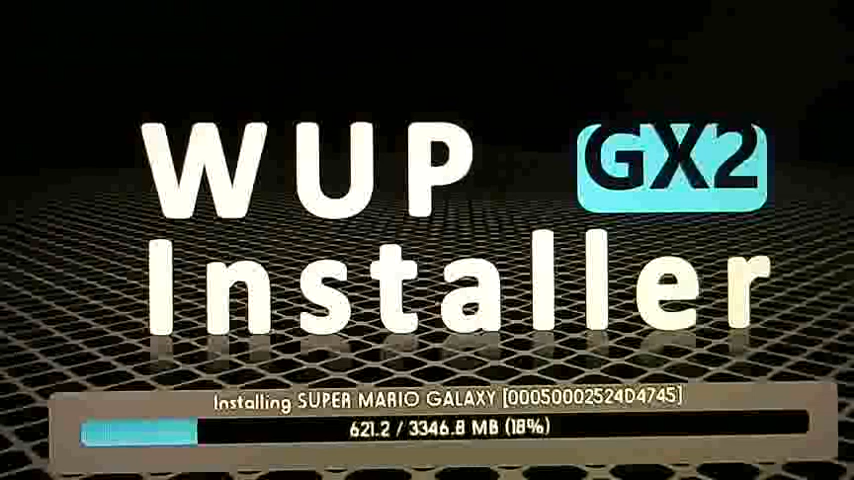 WUP GX2
Installer
Installing SUPER MARIO GALAXY [0005000252404745]
621.2 / 3346.8 MB (18%)